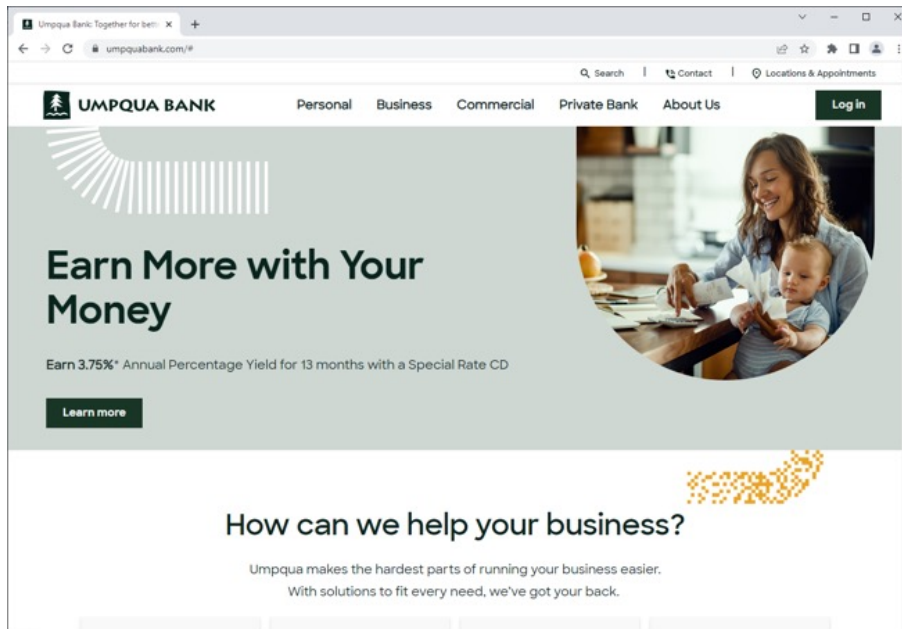 Umpqua Bank: Together for bett
umpquabank.com/#
Search | Contact | Locations & Appointments
UMPQUA BANK
Personal Business Commercial Private Bank About Us Log in
Earn More with Your
Money
Earn 3.75%* Annual Percentage Yield for 13 months with a Special Rate CD
Learn more
How can we help your business?
Umpqua makes the hardest parts of running your business easier.
With solutions to fit every need, we've got your back.